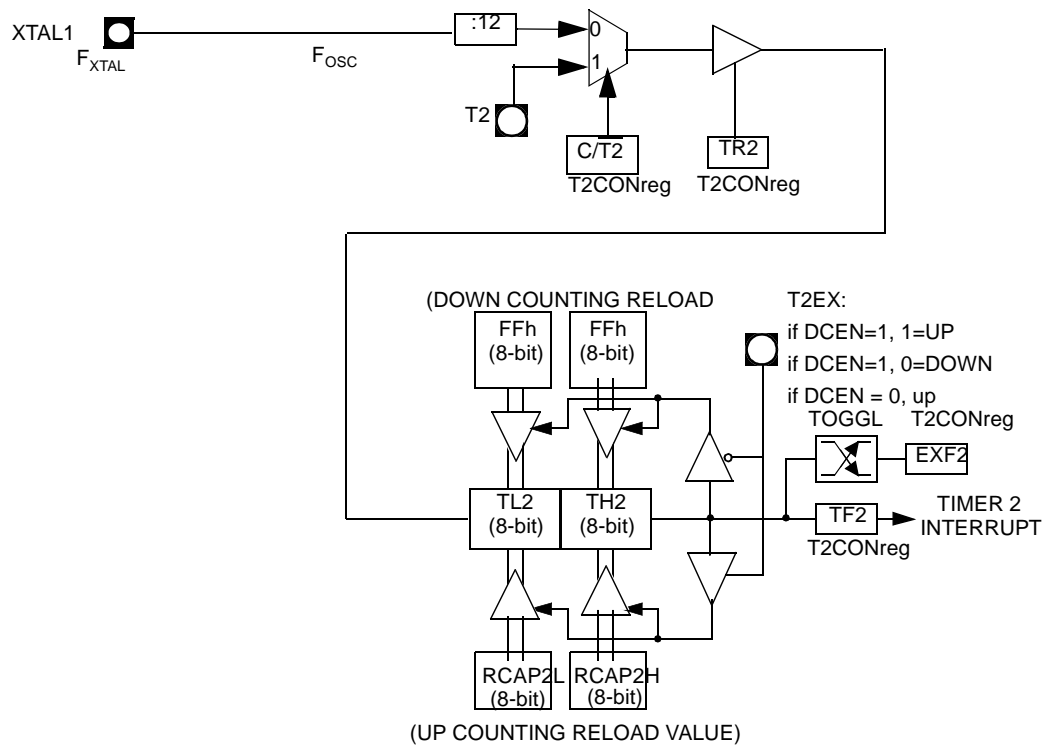 XTAL1
FXTAL
FOSC
:12
0
1
T2
C/T2
T2CONreg
TR2
T2CONreg
(DOWN COUNTING RELOAD
FFh
(8-bit)
FFh
(8-bit)
T2EX:
if DCEN=1, 1=UP
if DCEN=1, 0=DOWN
if DCEN = 0, up
TOGGL
T2CONreg
EXF2
TL2
(8-bit)
TH2
(8-bit)
TF2
T2CONreg
TIMER 2
INTERRUPT
RCAP2L
(8-bit)
RCAP2H
(8-bit)
(UP COUNTING RELOAD VALUE)